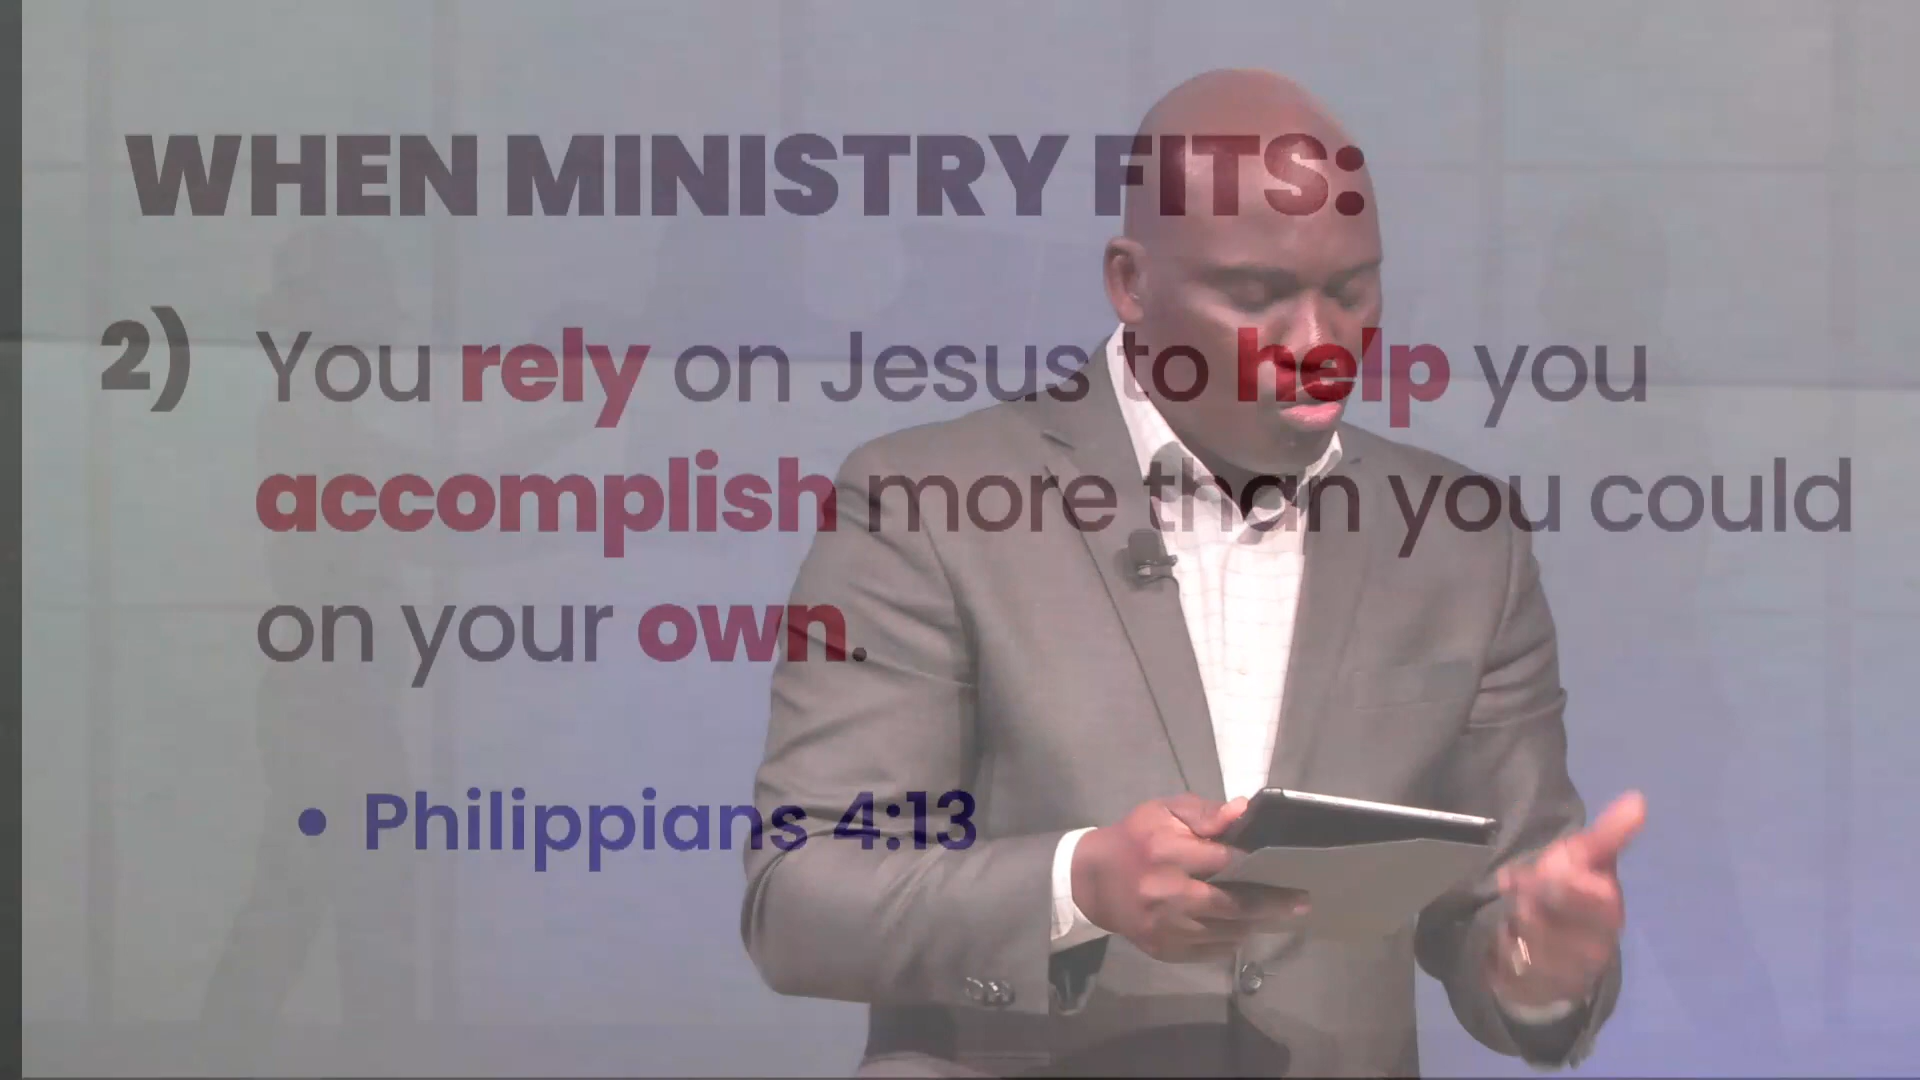 WHEN MINISTRY FITS:
2) You rely on Jesus to help you
accomplish more than you could
on your own.
• Philippians 4:13